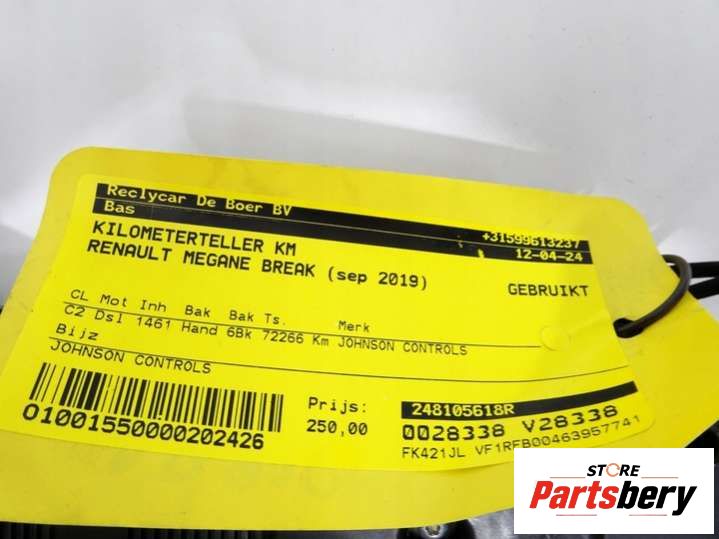 Reclycar De Boer BV
Bas
+31599613237
12-04-24
KILOMETERTELLER KM
RENAULT MEGANE BREAK (sep 2019)
GEBRUIKT
CL Mot Inh Bak Bak Ts. Merk
C2 Dsl 1461 Hand 6Bk 72266 Km JOHNSON CONTROLS
Bijz
JOHNSON CONTROLS
O1001550000202426
Prijs:
250,00
248105618R
0028338 V28338
FK421JL VF1RFB00463957741
STORE
Partsbery